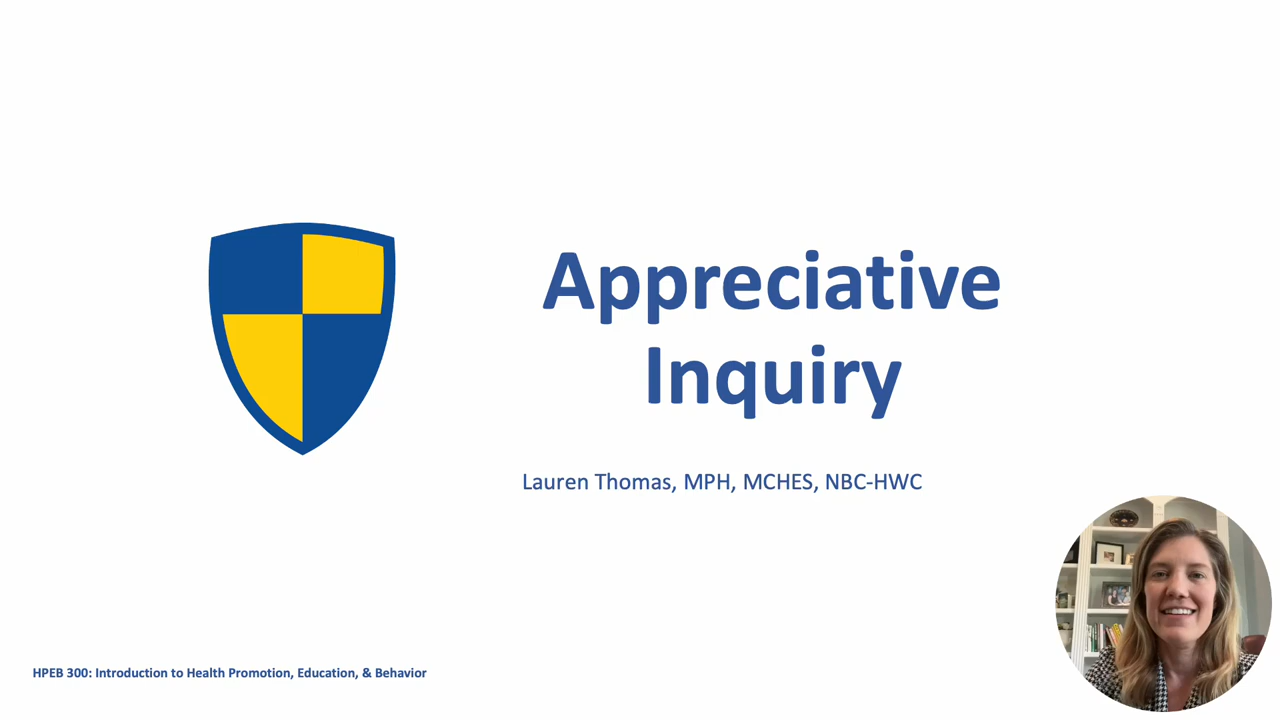 Appreciative
Inquiry
Lauren Thomas, MPH, MCHES, NBC-HWC
HPEB 300: Introduction to Health Promotion, Education, & Behavior